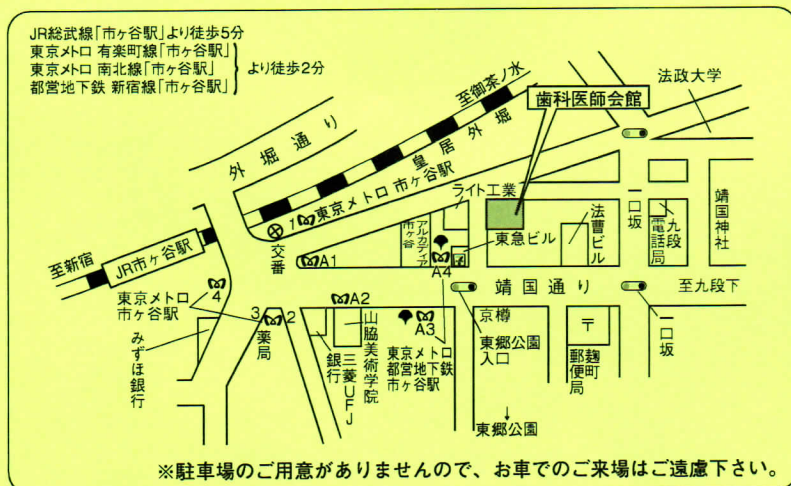 JR総武線「市ヶ谷駅」より徒歩5分
東京メトロ 有楽町線「市ヶ谷駅」
東京メトロ 南北線「市ヶ谷駅」
都営地下鉄 新宿線「市ヶ谷駅」
より徒歩2分
至御茶ノ水
歯科医師会館
法政大学
外堀通り
皇居外堀
1
東京メトロ 市ヶ谷駅
ライト工業
一口坂
九段電話局
靖国神社
至新宿
JR市ヶ谷駅
交番
A1
アルカディア
市ヶ谷
A4
東急ビル
法曹ビル
4
東京メトロ
市ヶ谷駅
3
2
薬局
A2
靖国通り
至九段下
みずほ銀行
銀行
三菱UFJ
山脇美術学院
A3
東京メトロ
都営地下鉄
市ヶ谷駅
京樽
東郷公園
入口
〒
麹町
郵便局
一口坂
↓
東郷公園
※駐車場のご用意がありませんので、お車でのご来場はご遠慮下さい。